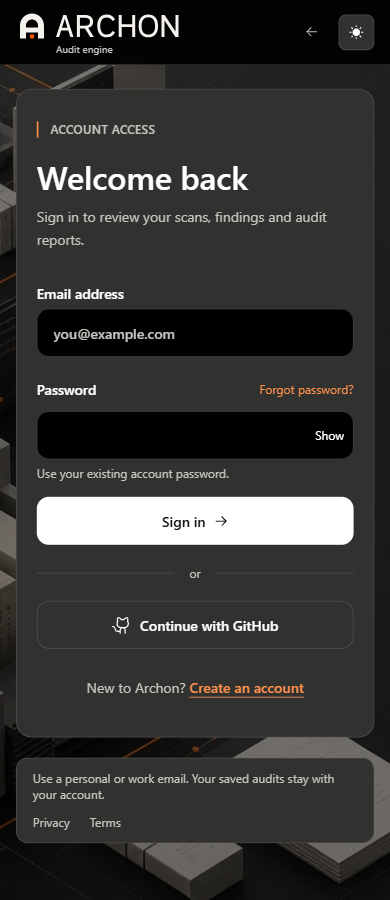 ARCHON
Audit engine
ACCOUNT ACCESS
Welcome back
Sign in to review your scans, findings and audit
reports.
Email address
you@example.com
Password
Forgot password?
Show
Use your existing account password.
Sign in
or
Continue with GitHub
New to Archon? Create an account
Use a personal or work email. Your saved audits stay with
your account.
Privacy
Terms